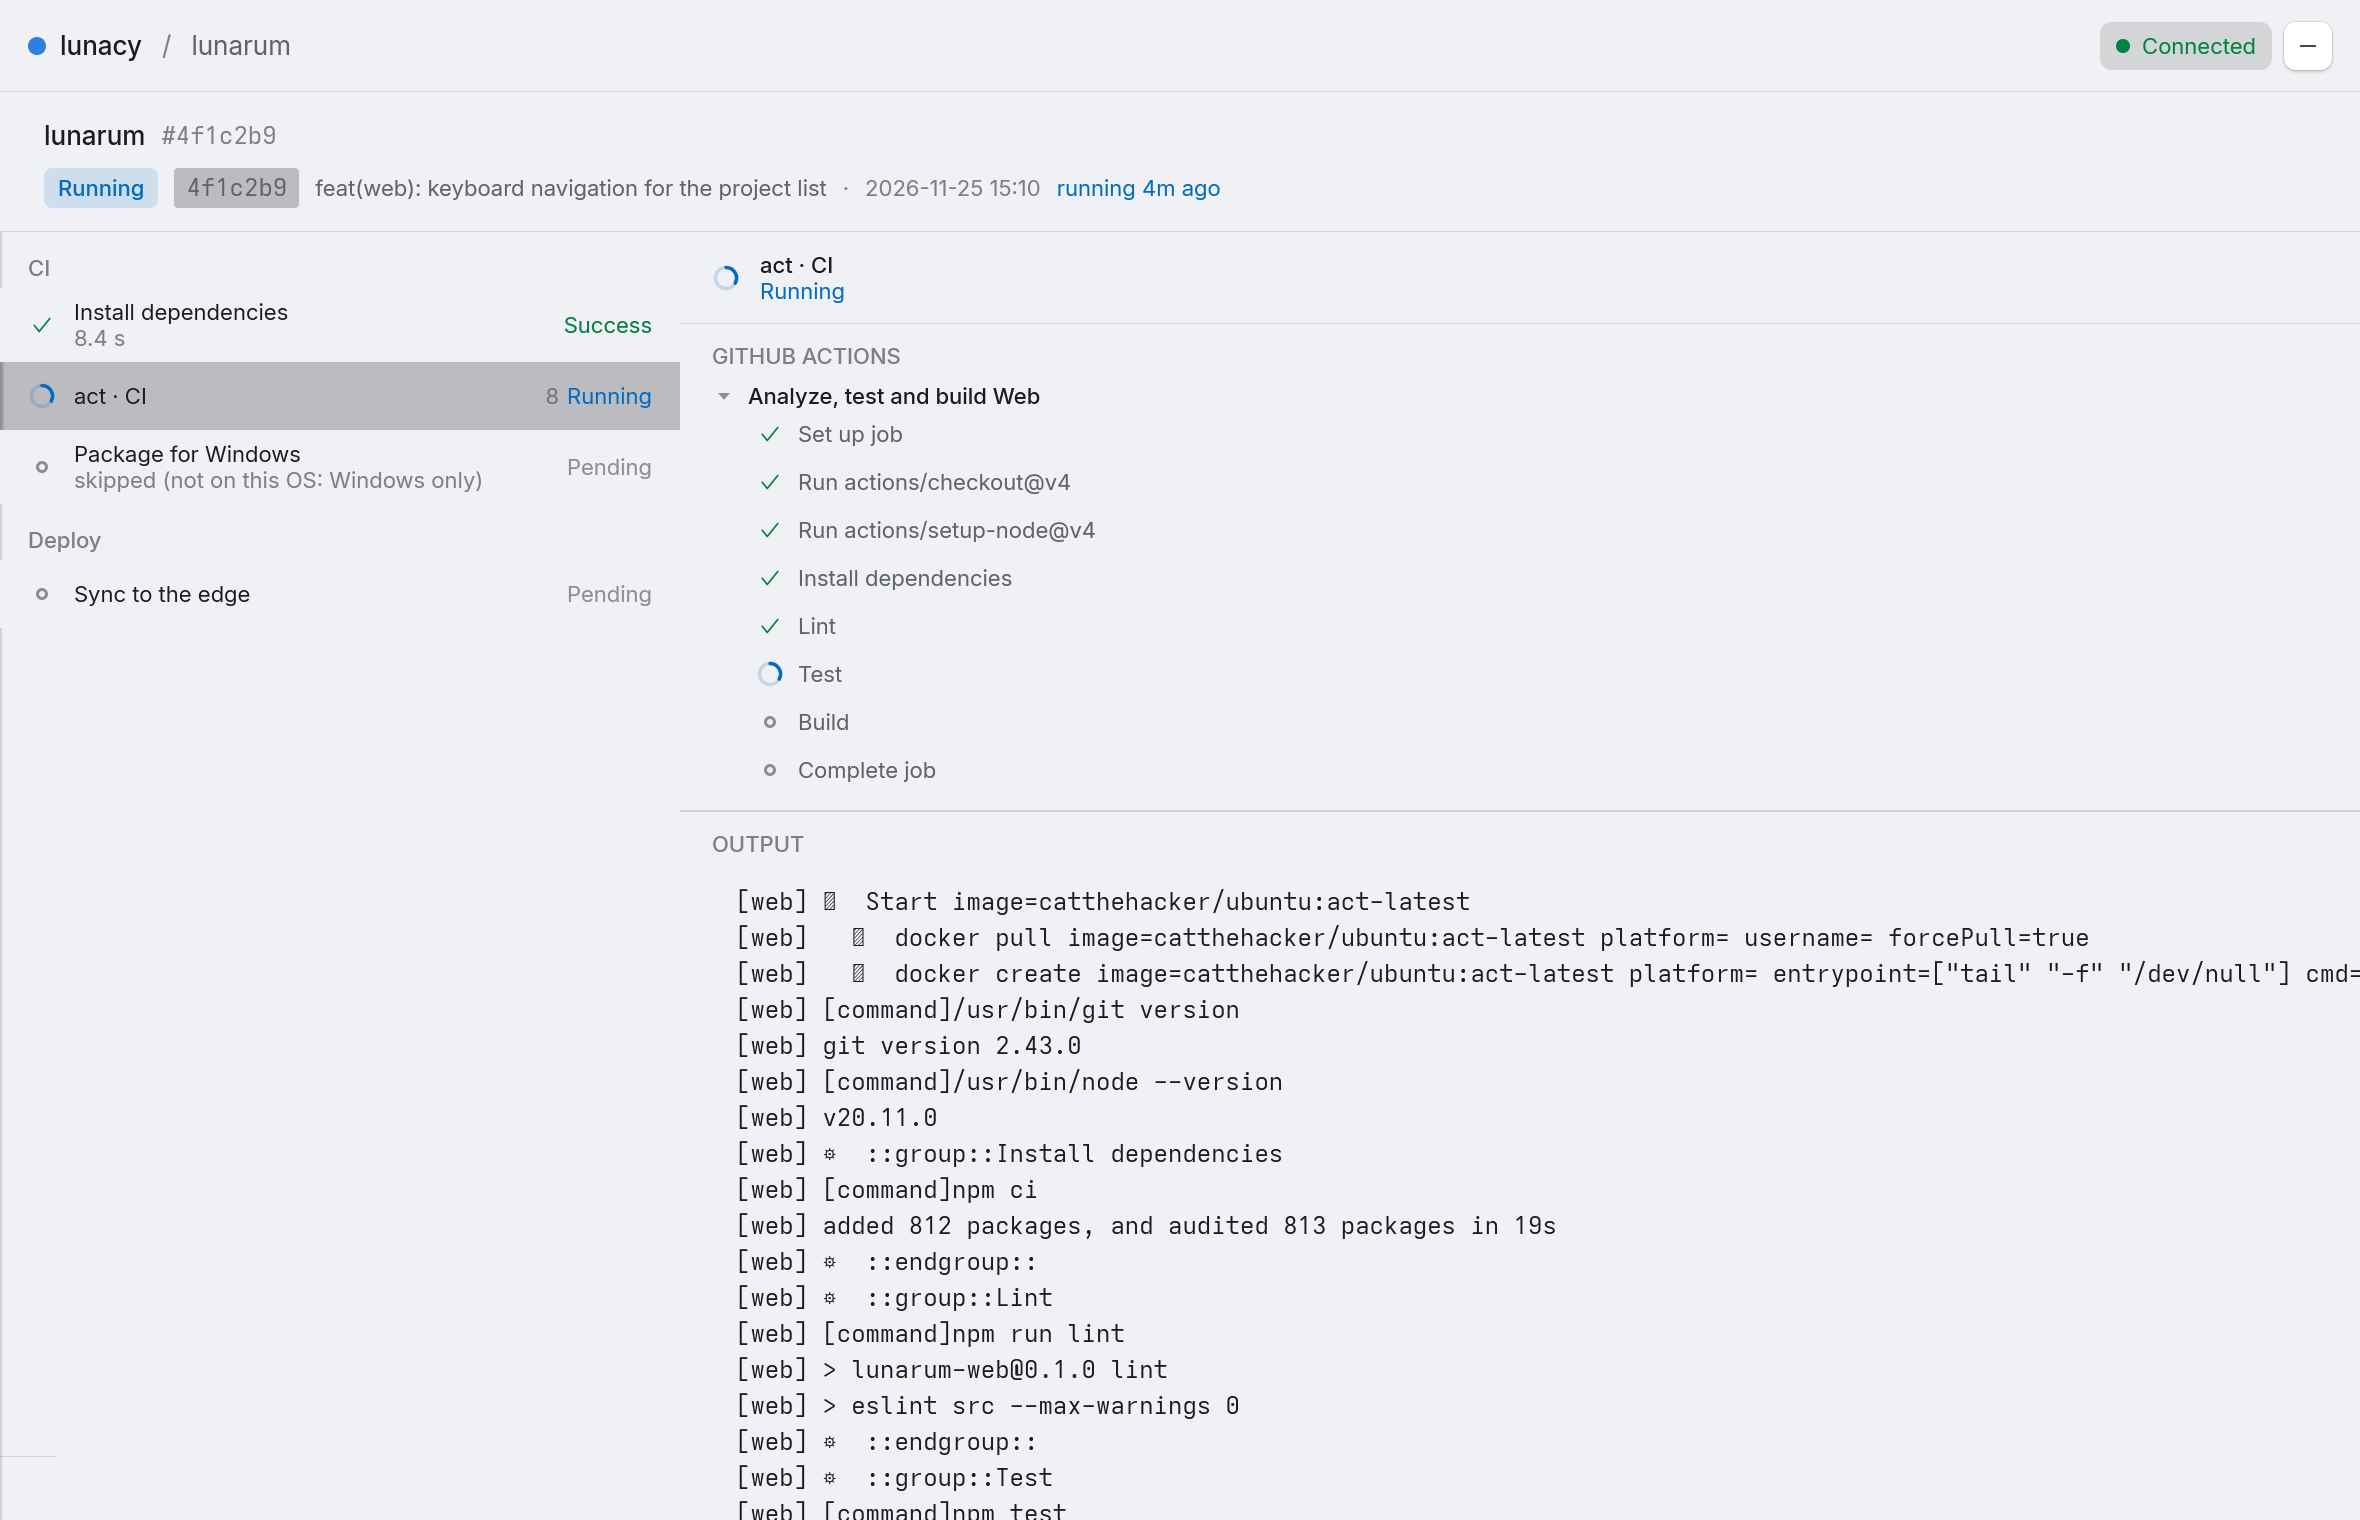 lunacy / lunarum
Connected
lunarum #4f1c2b9
Running 4f1c2b9 feat(web): keyboard navigation for the project list · 2026-11-25 15:10 running 4m ago
CI
Install dependencies
8.4 s
Success
act · CI
8 Running
Package for Windows
skipped (not on this OS: Windows only)
Pending
Deploy
Sync to the edge
Pending
act · CI
Running
GITHUB ACTIONS
Analyze, test and build Web
Set up job
Run actions/checkout@v4
Run actions/setup-node@v4
Install dependencies
Lint
Test
Build
Complete job
OUTPUT
[web] Start image=catthehacker/ubuntu:act-latest
[web] docker pull image=catthehacker/ubuntu:act-latest platform= username= forcePull=true
[web] docker create image=catthehacker/ubuntu:act-latest platform= entrypoint=["tail" "-f" "/dev/null"] cmd=
[web] [command]/usr/bin/git version
[web] git version 2.43.0
[web] [command]/usr/bin/node --version
[web] v20.11.0
[web] ⚙ ::group::Install dependencies
[web] [command]npm ci
[web] added 812 packages, and audited 813 packages in 19s
[web] ⚙ ::endgroup::
[web] ⚙ ::group::Lint
[web] [command]npm run lint
[web] > lunarum-web@0.1.0 lint
[web] > eslint src --max-warnings 0
[web] ⚙ ::endgroup::
[web] ⚙ ::group::Test
[web] [command]npm test